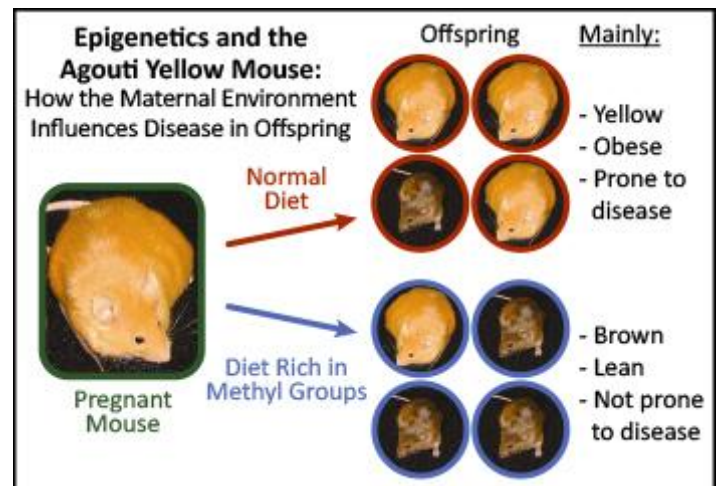 Epigenetics and the
Agouti Yellow Mouse:
How the Maternal Environment
Influences Disease in Offspring
Pregnant
Mouse
Normal
Diet
Diet Rich in
Methyl Groups
Offspring
Mainly:
- Yellow
- Obese
- Prone to
disease
- Brown
- Lean
- Not prone
to disease